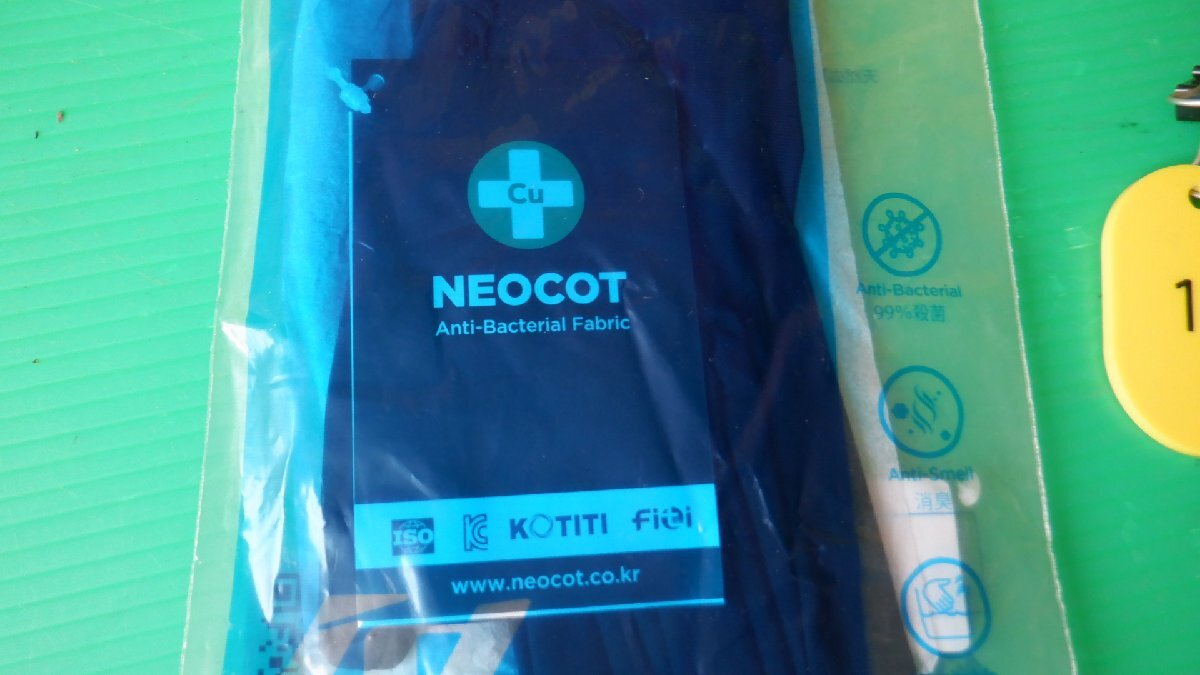 Cu
NEOCOT
Anti-Bacterial Fabric
ISO
KC
KOTITI
FiTi
www.neocot.co.kr
Anti-Bacterial
99%殺菌
Anti-Smell
消臭
1